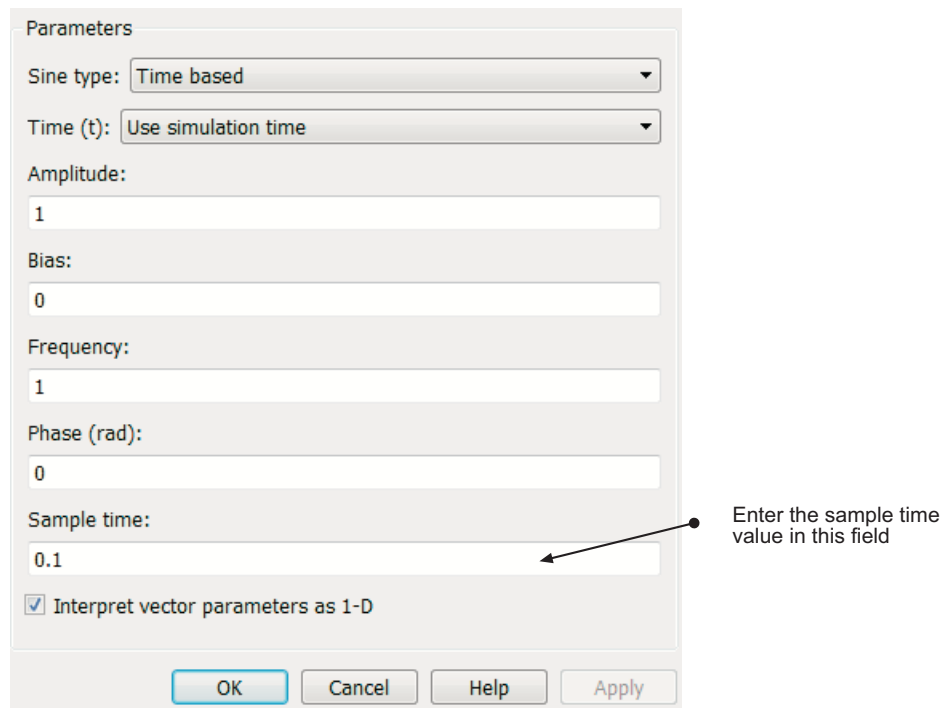 Parameters
Sine type: Time based
Time (t): Use simulation time
Amplitude:
1
Bias:
0
Frequency:
1
Phase (rad):
0
Sample time:
0.1
Enter the sample time
value in this field
Interpret vector parameters as 1-D
OK Cancel Help Apply